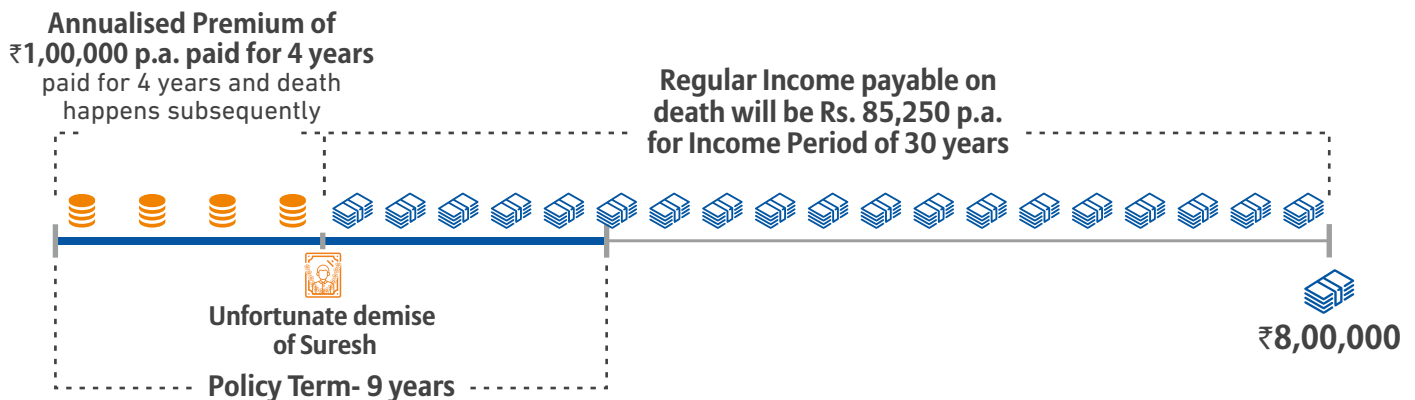 Annualised Premium of
₹1,00,000 p.a. paid for 4 years
paid for 4 years and death
happens subsequently
Regular Income payable on
death will be Rs. 85,250 p.a.
for Income Period of 30 years
Unfortunate demise
of Suresh
₹8,00,000
Policy Term- 9 years